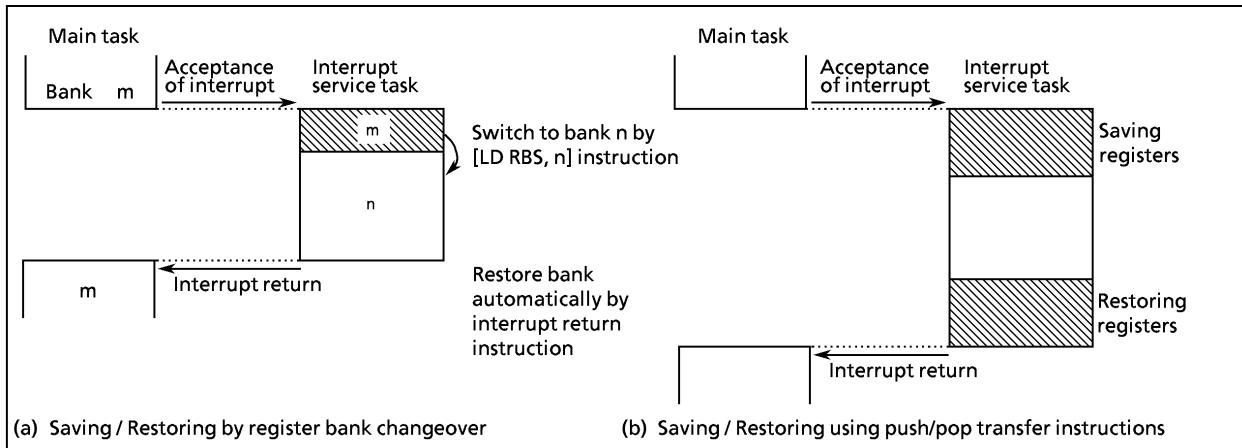 Main task
Bank m
Acceptance
of interrupt
Interrupt
service task
m
Switch to bank n by
[LD RBS, n] instruction
n
Interrupt return
m
Restore bank
automatically by
interrupt return
instruction
(a) Saving / Restoring by register bank changeover
Main task
Acceptance
of interrupt
Interrupt
service task
Saving
registers
Restoring
registers
Interrupt return
(b) Saving / Restoring using push/pop transfer instructions